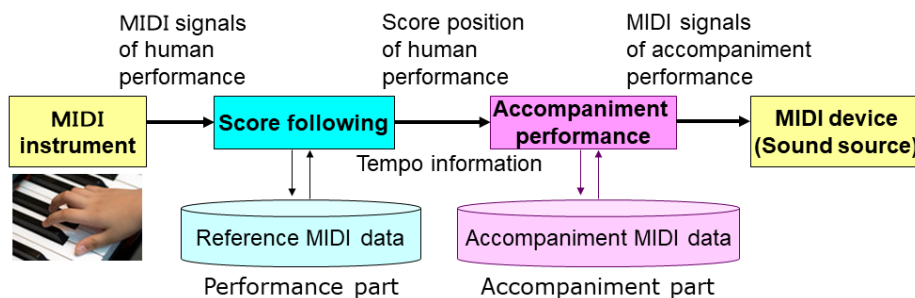 MIDI signals
of human
performance
Score position
of human
performance
MIDI signals
of accompaniment
performance
MIDI
instrument
Score following
Accompaniment
performance
MIDI device
(Sound source)
Tempo information
Reference MIDI data
Accompaniment MIDI data
Performance part
Accompaniment part